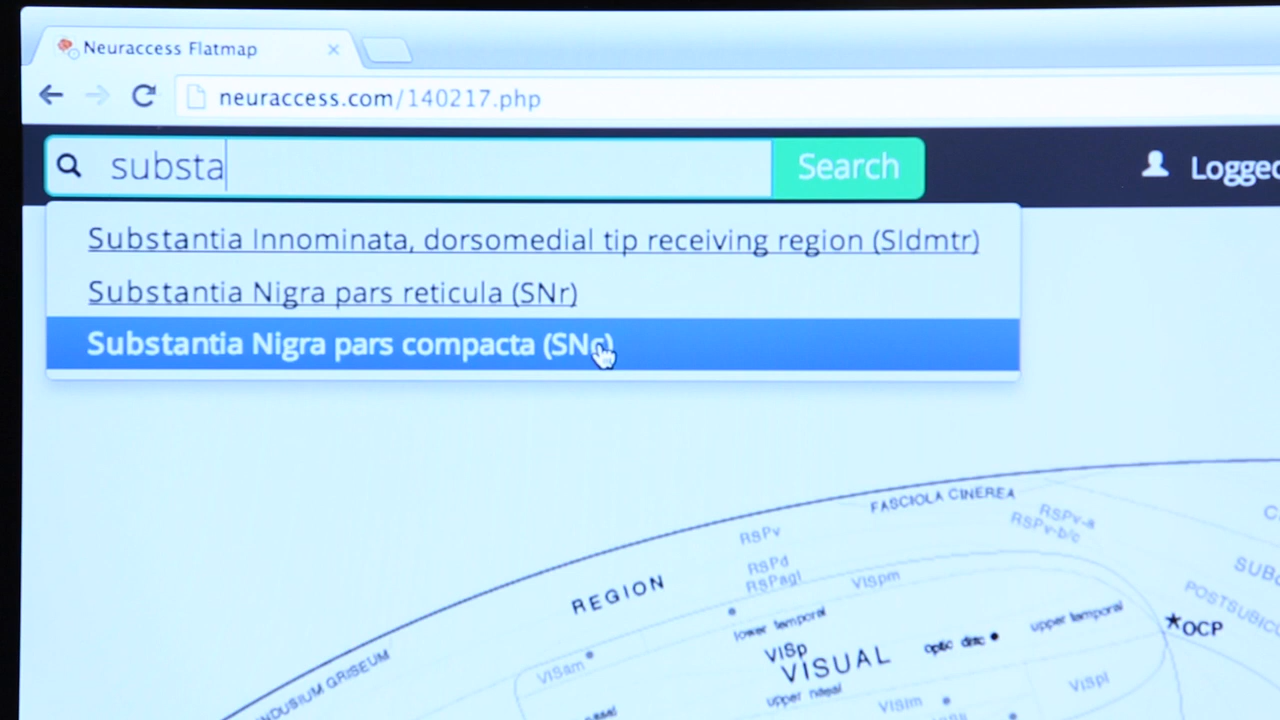 Neuraccess Flatmap
neuraccess.com/140217.php
substa
Search
Logged
Substantia Innominata, dorsomedial tip receiving region (SIdmtr)
Substantia Nigra pars reticula (SNr)
Substantia Nigra pars compacta (SNc)
FASCIOLA CINEREA
RSPv
RSPv-a
RSPv-b/c
RSPd
RSPagl
VISpm
REGION
lower temporal
upper temporal
OCP
POSTSUBICU
SUB
VISp
optic disc
VISUAL
INDUSIUM GRISEUM
VISam
VISpl
upper nasal
VISlm
nasal